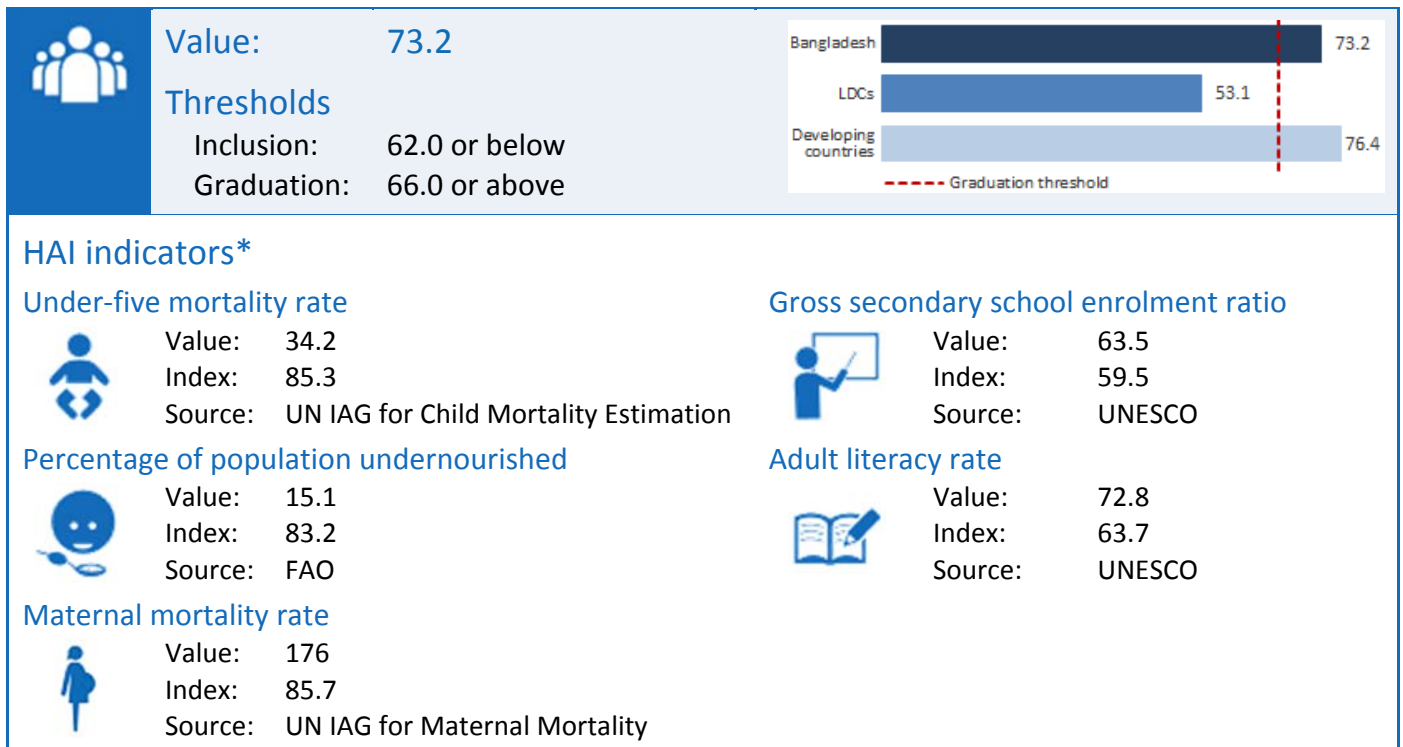 Value: 73.2
Thresholds
Inclusion: 62.0 or below
Graduation: 66.0 or above
Bangladesh 73.2
LDCs 53.1
Developing
countries 76.4
Graduation threshold
HAI indicators*
Under-five mortality rate
Value: 34.2
Index: 85.3
Source: UN IAG for Child Mortality Estimation
Percentage of population undernourished
Value: 15.1
Index: 83.2
Source: FAO
Maternal mortality rate
Value: 176
Index: 85.7
Source: UN IAG for Maternal Mortality
Gross secondary school enrolment ratio
Value: 63.5
Index: 59.5
Source: UNESCO
Adult literacy rate
Value: 72.8
Index: 63.7
Source: UNESCO